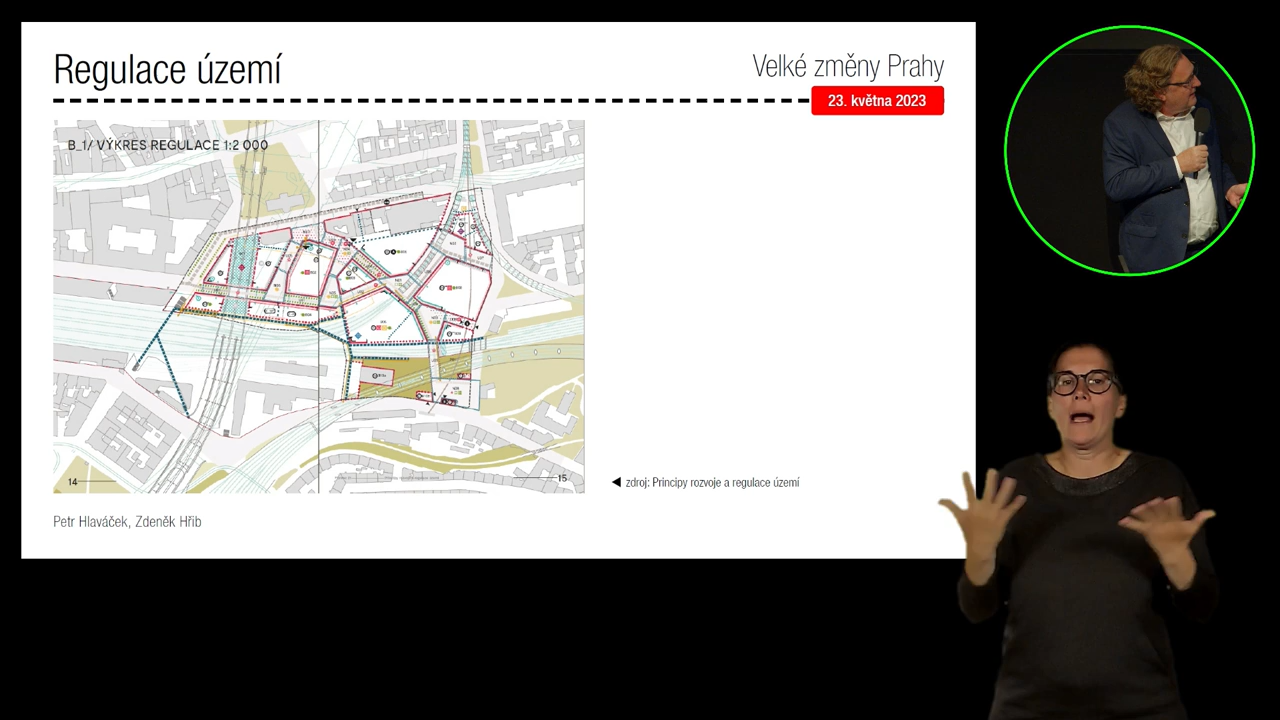 Regulace území
Velké změny Prahy
23. května 2023
B_1/ VÝKRES REGULACE 1:2 000
14
15
zdroj: Principy rozvoje a regulace území
Petr Hlaváček, Zdeněk Hřib